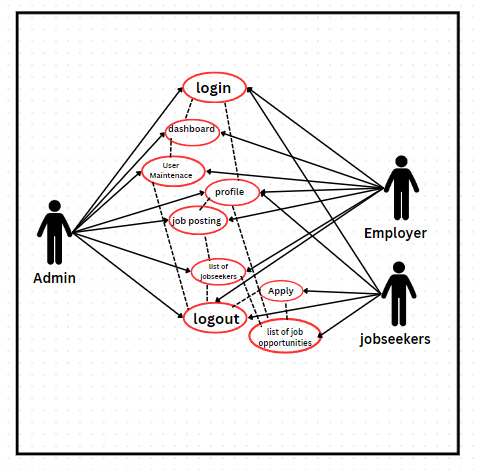 login
dashboard
User
Maintenace
profile
job posting
Employer
Admin
list of
jobseekers
Apply
logout
list of job
opportunities
jobseekers